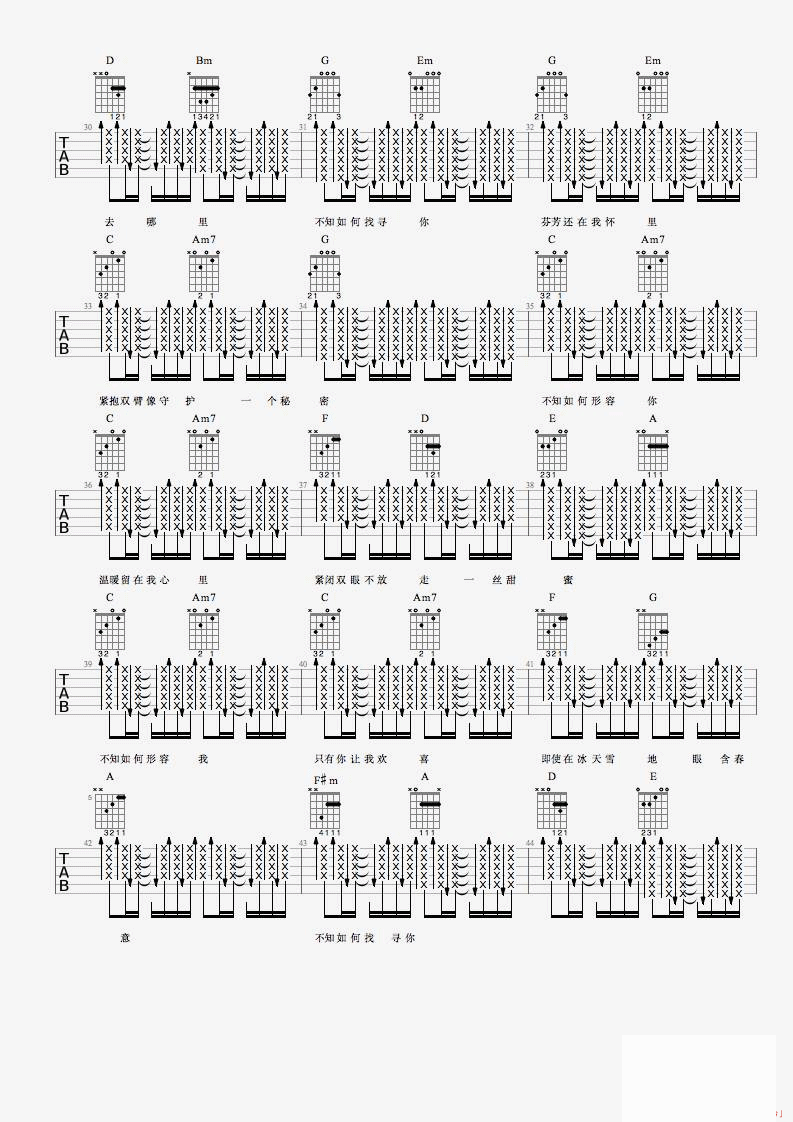 D Bm G Em G Em
121 13421 21 3 12 21 3 12
30 31 32
T
A
B
去 哪 里 不知如何找寻 你 芬芳还在我怀 里
C Am7 G C Am7
32 1 2 1 21 3 32 1 2 1
33 34 35
T
A
B
紧抱双臂像守 护 一 个秘 密 不知如何形容 你
C Am7 F D E A
32 1 2 1 3211 121 231 111
36 37 38
T
A
B
温暖留在我心 里 紧闭双眼不放 走 一 丝甜 蜜
C Am7 C Am7 F G
32 1 2 1 32 1 2 1 3211 3211
39 40 41
T
A
B
不知如何形容 我 只有你让我欢 喜 即使在冰天雪 地 眼 含春
A F♯m A D E
5
3211 4111 111 121 231
42 43 44
T
A
B
意 不知如何找 寻你